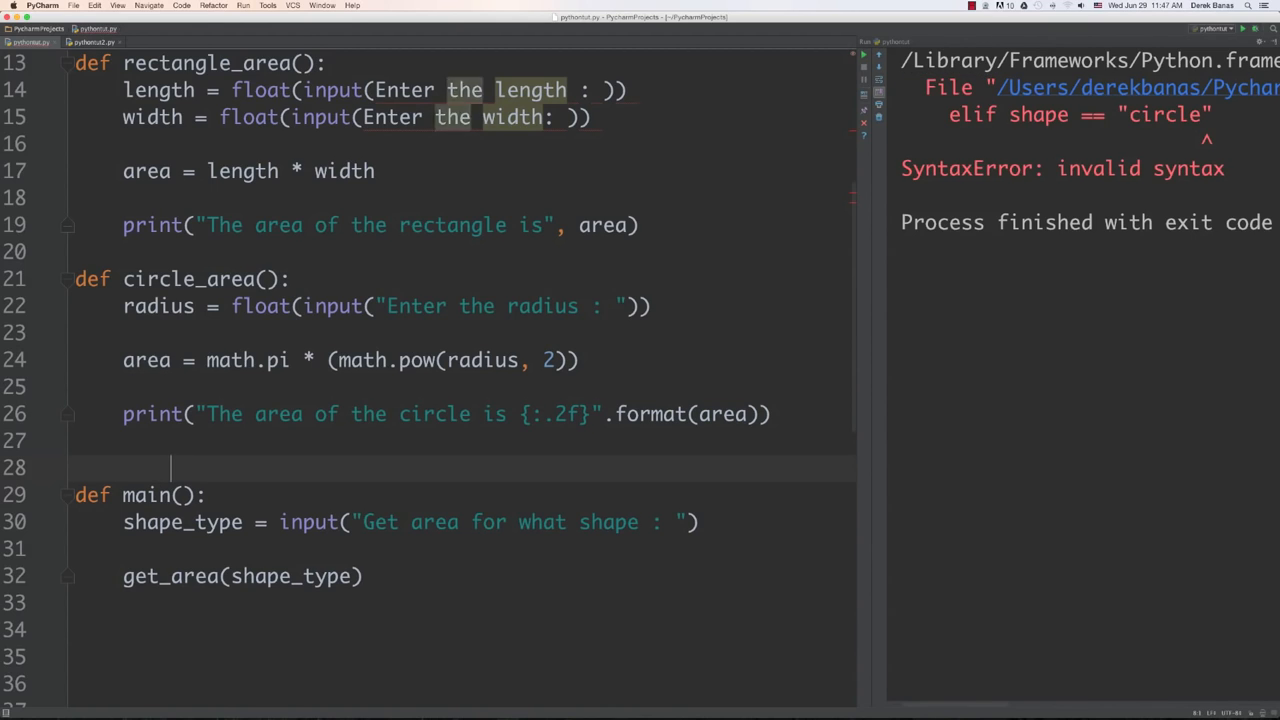 PyCharm File Edit View Navigate Code Refactor Run Tools VCS Window Help 10 Wed Jun 29 11:47 AM Derek Banas
pythontut.py - PycharmProjects - [~/PycharmProjects]
PycharmProjects pythontut.py pythontut
pythontut.py pythontut2.py Run: pythontut
13 def rectangle_area():
14 length = float(input(Enter the length : ))
15 width = float(input(Enter the width: ))
16
17 area = length * width
18
19 print("The area of the rectangle is", area)
20
21 def circle_area():
22 radius = float(input("Enter the radius : "))
23
24 area = math.pi * (math.pow(radius, 2))
25
26 print("The area of the circle is {:.2f}".format(area))
27
28
29 def main():
30 shape_type = input("Get area for what shape : ")
31
32 get_area(shape_type)
33
34
35
36
/Library/Frameworks/Python.frame
File "/Users/derekbanas/Pychar
elif shape == "circle"
^
SyntaxError: invalid syntax
Process finished with exit code